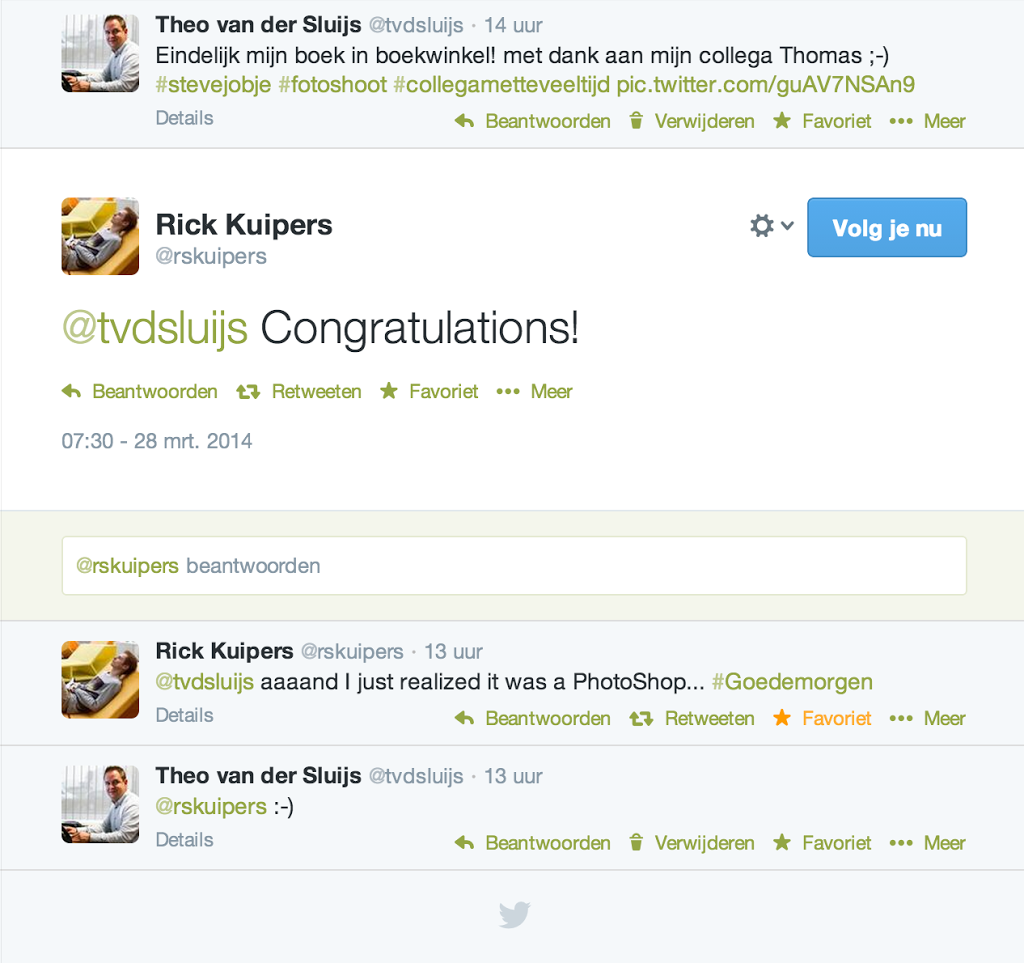 Theo van der Sluijs @tvdsluijs · 14 uur
Eindelijk mijn boek in boekwinkel! met dank aan mijn collega Thomas ;-)
#stevejobje #fotoshoot #collegametteveeltijd pic.twitter.com/guAV7NSAn9
Details Beantwoorden Verwijderen Favoriet Meer
Rick Kuipers
@rskuipers
Volg je nu
@tvdsluijs Congratulations!
Beantwoorden Retweeten Favoriet Meer
07:30 - 28 mrt. 2014
@rskuipers beantwoorden
Rick Kuipers @rskuipers · 13 uur
@tvdsluijs aaaand I just realized it was a PhotoShop... #Goedemorgen
Details Beantwoorden Retweeten Favoriet Meer
Theo van der Sluijs @tvdsluijs · 13 uur
@rskuipers :-)
Details Beantwoorden Verwijderen Favoriet Meer